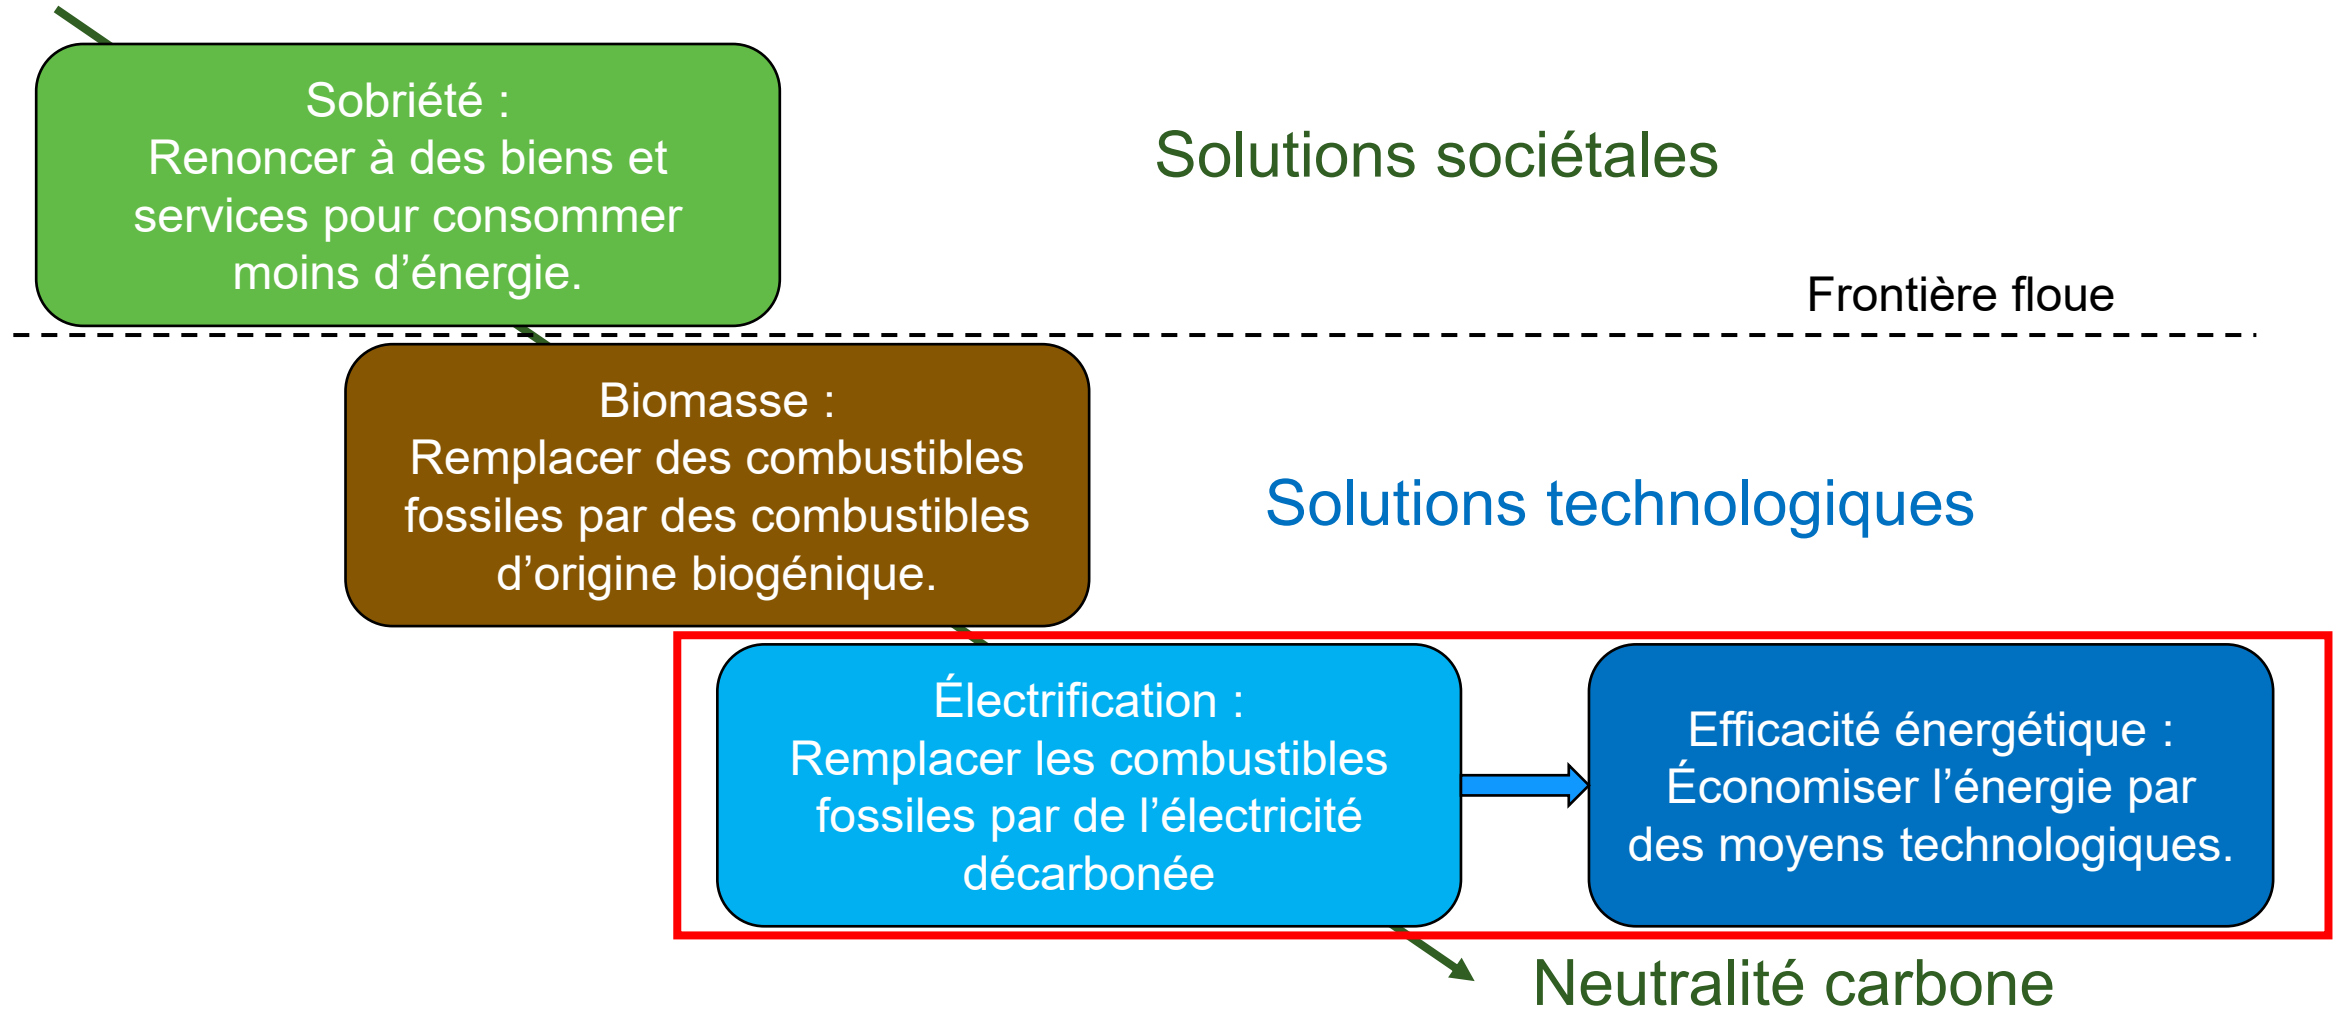 Sobriété :
Renoncer à des biens et
services pour consommer
moins d’énergie.
Solutions sociétales
Frontière floue
Biomasse :
Remplacer des combustibles
fossiles par des combustibles
d’origine biogénique.
Solutions technologiques
Électrification :
Remplacer les combustibles
fossiles par de l’électricité
décarbonée
Efficacité énergétique :
Économiser l’énergie par
des moyens technologiques.
Neutralité carbone